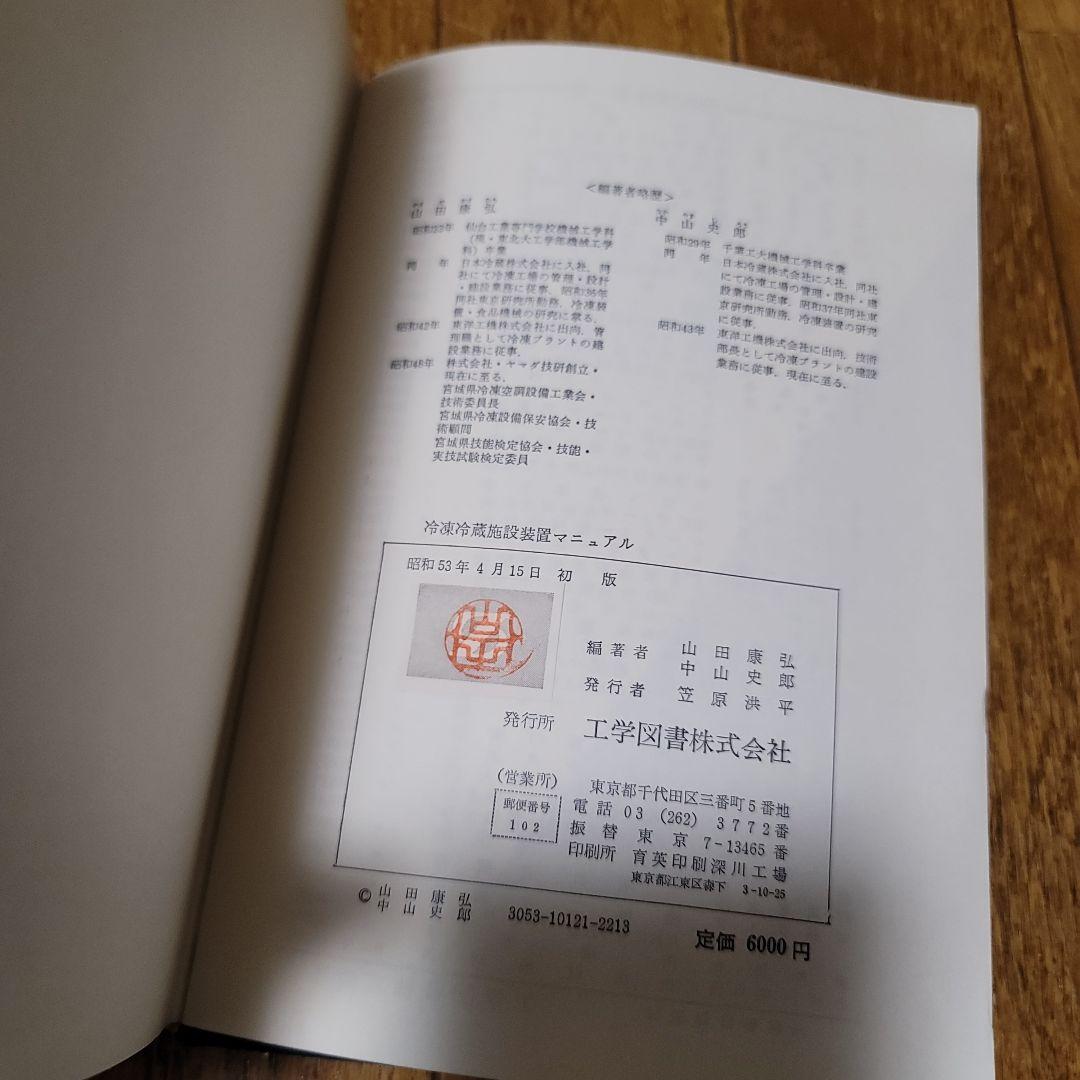 <編著者略歴>
山田康弘
昭和23年 仙台工業専門学校機械工学科
(現・東北大工学部機械工学
科)卒業
同年 日本冷蔵株式会社に入社、同
社にて冷凍工場の管理・設計
・建設業務に従事、昭和36年
同社東京研究所勤務、冷凍装
置・食品機械の研究に当る。
昭和42年 東洋工機株式会社に出向、管
理職として冷凍プラントの建
設業務に従事、
昭和48年 株式会社・ヤマダ技研創立・
現在に至る、
宮城県冷凍空調設備工業会・
技術委員長
宮城県冷凍設備保安協会・技
術顧問
宮城県技能検定協会・技能・
実技試験検定委員
中山史郎
昭和29年 千葉工大機械工学科卒業
同年 日本冷蔵株式会社に入社、同社
にて冷凍工場の管理・設計・建
設業務に従事、昭和37年同社東
京研究所勤務、冷凍装置の研究
に従事、
昭和43年 東洋工機株式会社に出向、技術
部長として冷凍プラントの建設
業務に従事、現在に至る、
冷凍冷蔵施設装置マニュアル
昭和53年4月15日 初版
編著者 山田康弘
中山史郎
発行者 笠原洪平
発行所 工学図書株式会社
(営業所) 東京都千代田区三番町5番地
郵便番号
102
電話 03 (262) 3772番
振替 東京 7-13465番
印刷所 育英印刷深川工場
東京都江東区森下 3-10-25
© 山田康弘
中山史郎
3053-10121-2213
定価 6000円